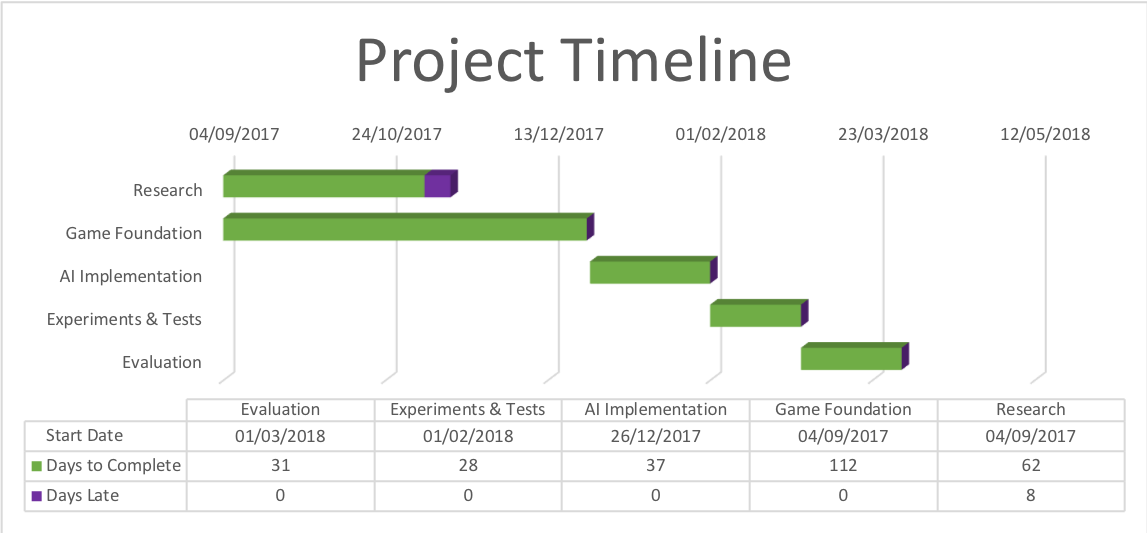 Project Timeline
04/09/2017 24/10/2017 13/12/2017 01/02/2018 23/03/2018 12/05/2018
Research
Game Foundation
AI Implementation
Experiments & Tests
Evaluation
Evaluation Experiments & Tests AI Implementation Game Foundation Research
Start Date 01/03/2018 01/02/2018 26/12/2017 04/09/2017 04/09/2017
Days to Complete 31 28 37 112 62
Days Late 0 0 0 0 8